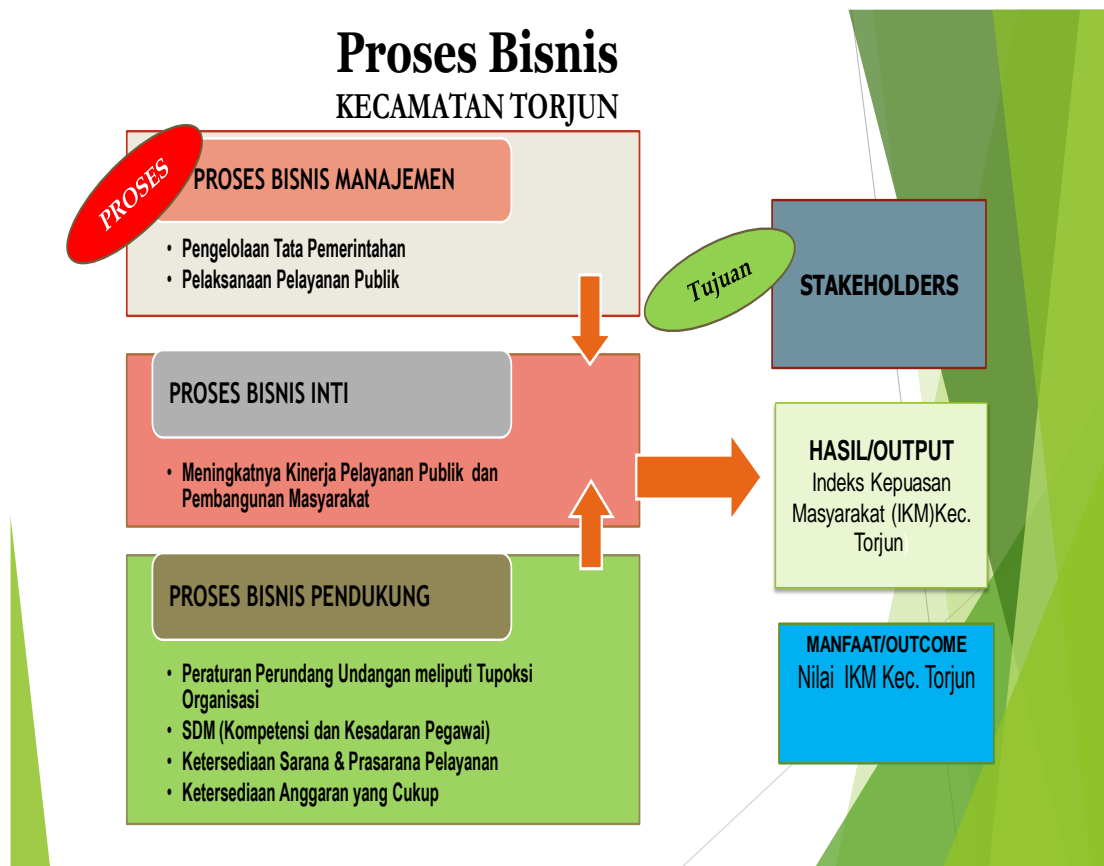 Proses Bisnis
KECAMATAN TORJUN
PROSES
PROSES BISNIS MANAJEMEN
• Pengelolaan Tata Pemerintahan
• Pelaksanaan Pelayanan Publik
PROSES BISNIS INTI
• Meningkatnya Kinerja Pelayanan Publik dan
Pembangunan Masyarakat
PROSES BISNIS PENDUKUNG
• Peraturan Perundang Undangan meliputi Tupoksi
Organisasi
• SDM (Kompetensi dan Kesadaran Pegawai)
• Ketersediaan Sarana & Prasarana Pelayanan
• Ketersediaan Anggaran yang Cukup
Tujuan
STAKEHOLDERS
HASIL/OUTPUT
Indeks Kepuasan
Masyarakat (IKM)Kec.
Torjun
MANFAAT/OUTCOME
Nilai IKM Kec. Torjun